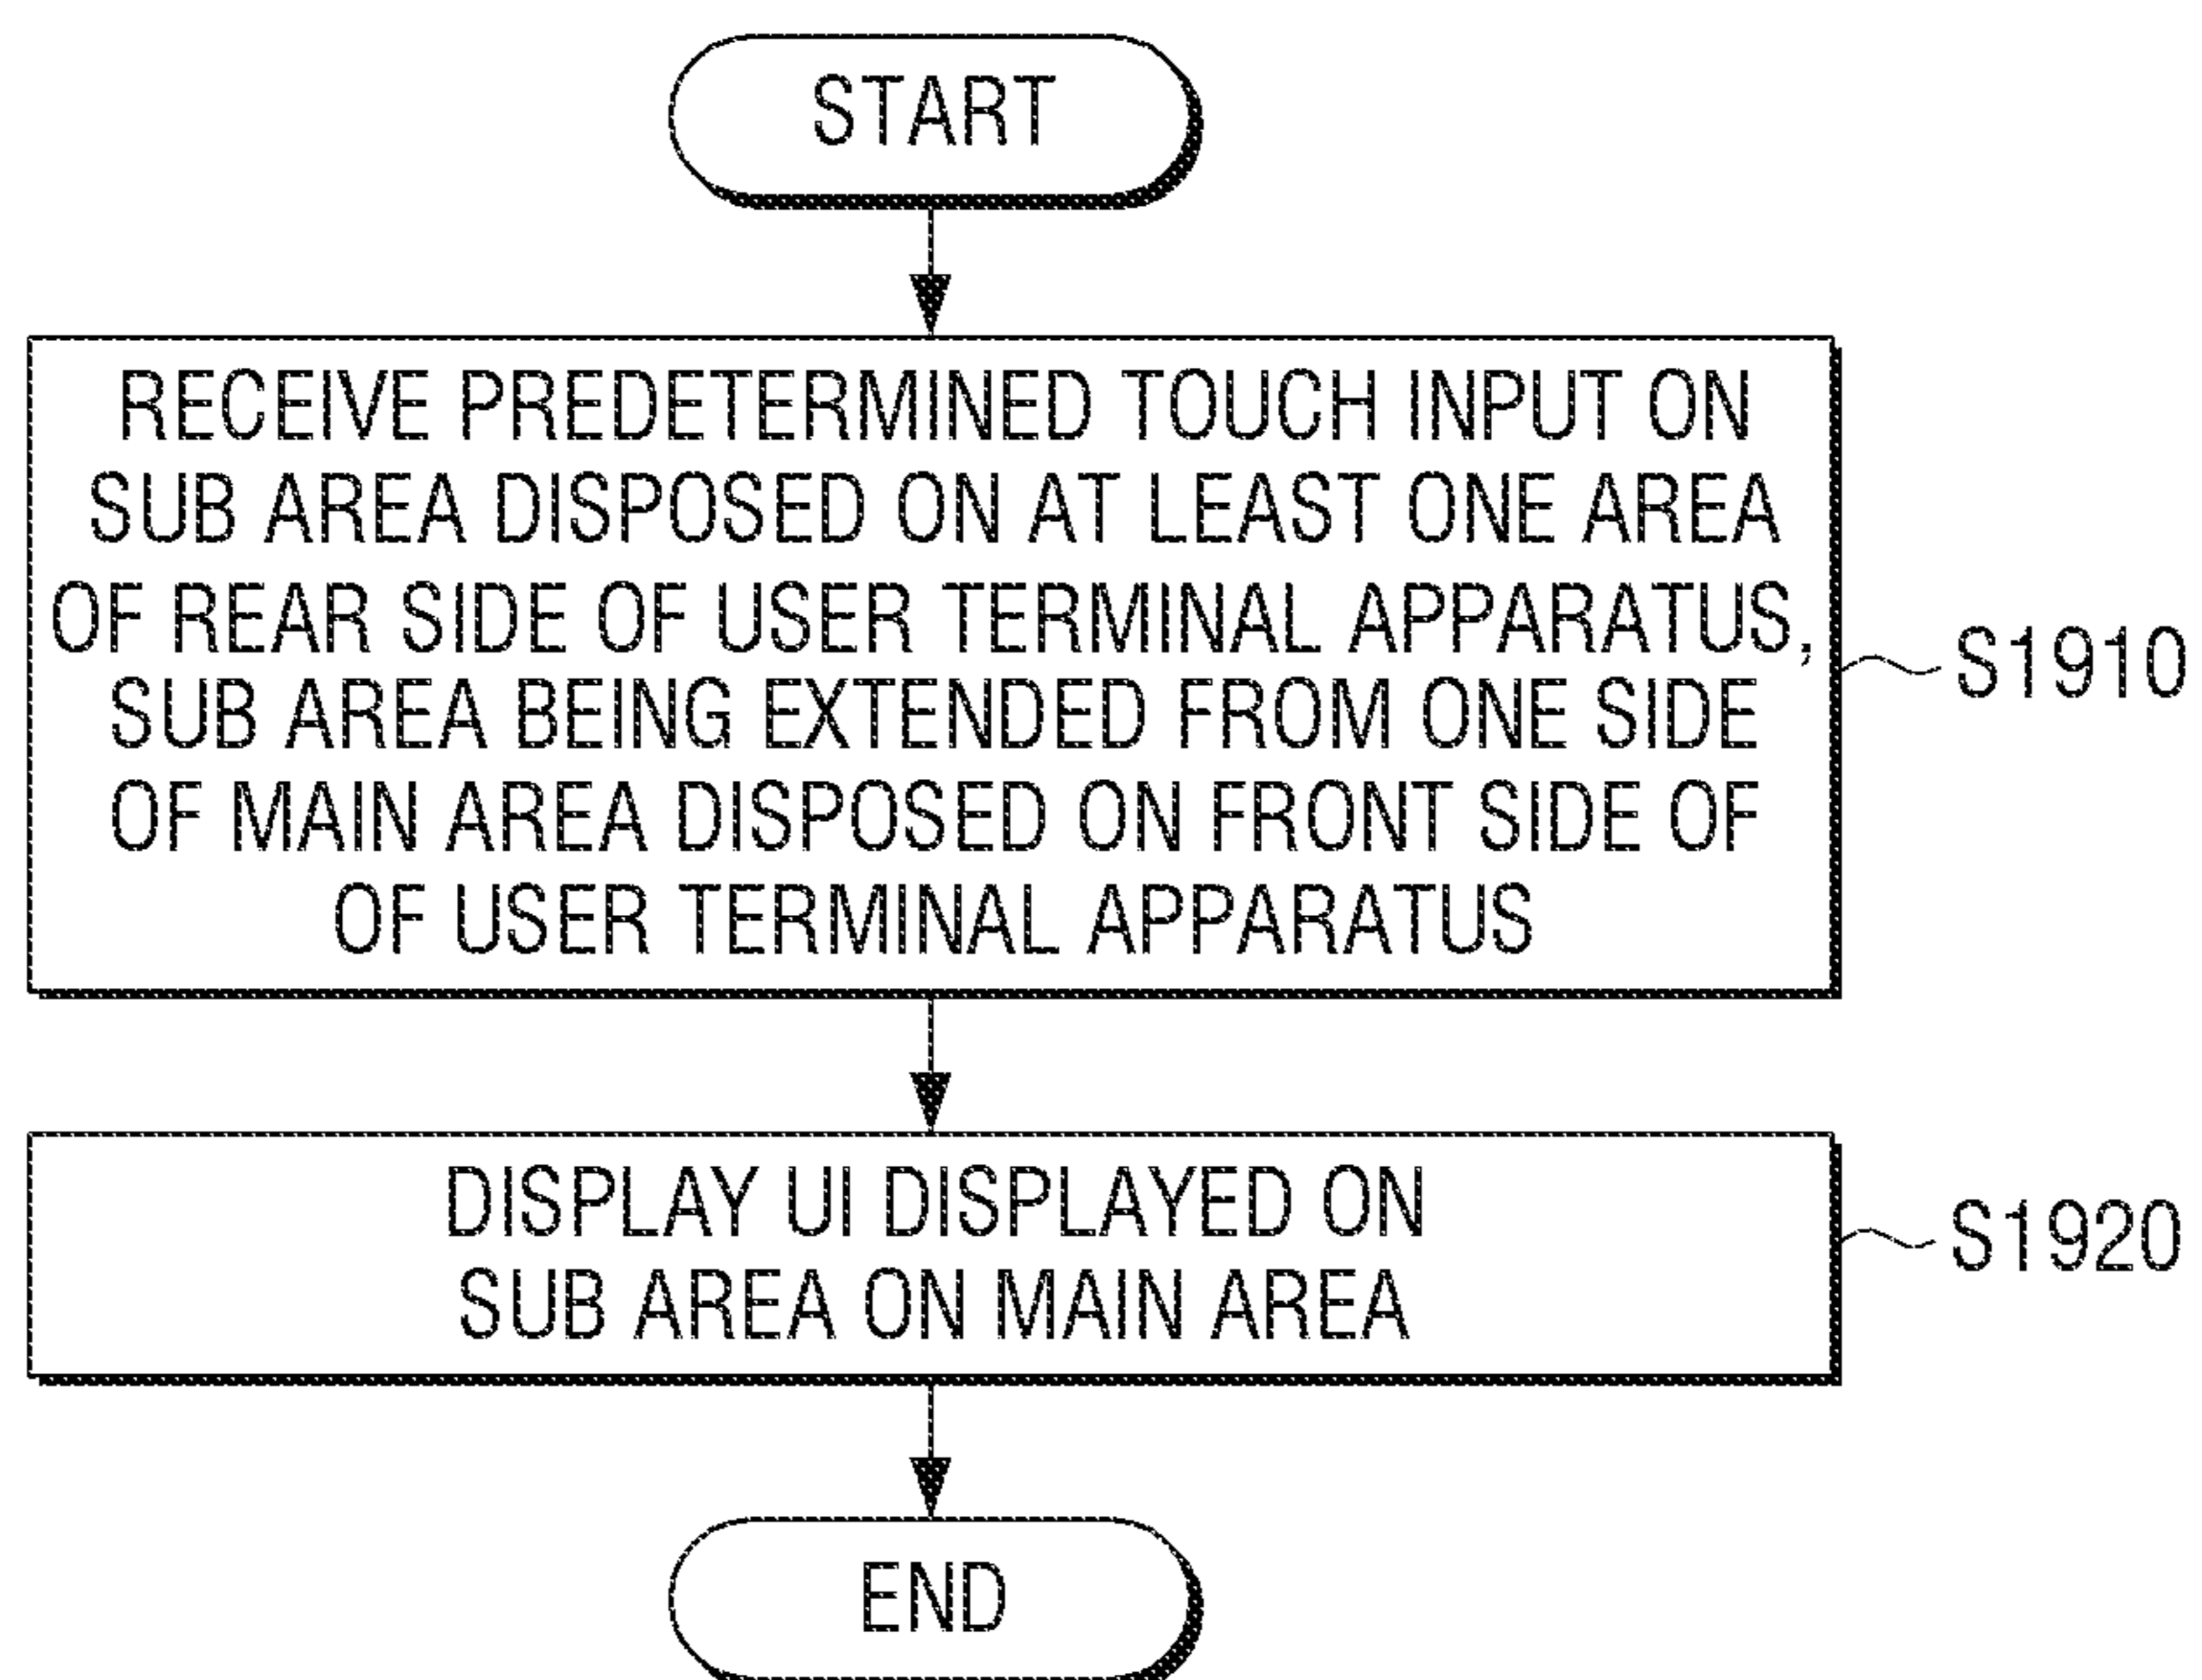 START
RECEIVE PREDETERMINED TOUCH INPUT ON
SUB AREA DISPOSED ON AT LEAST ONE AREA
OF REAR SIDE OF USER TERMINAL APPARATUS,
SUB AREA BEING EXTENDED FROM ONE SIDE
OF MAIN AREA DISPOSED ON FRONT SIDE OF
OF USER TERMINAL APPARATUS
S1910
DISPLAY UI DISPLAYED ON
SUB AREA ON MAIN AREA
S1920
END